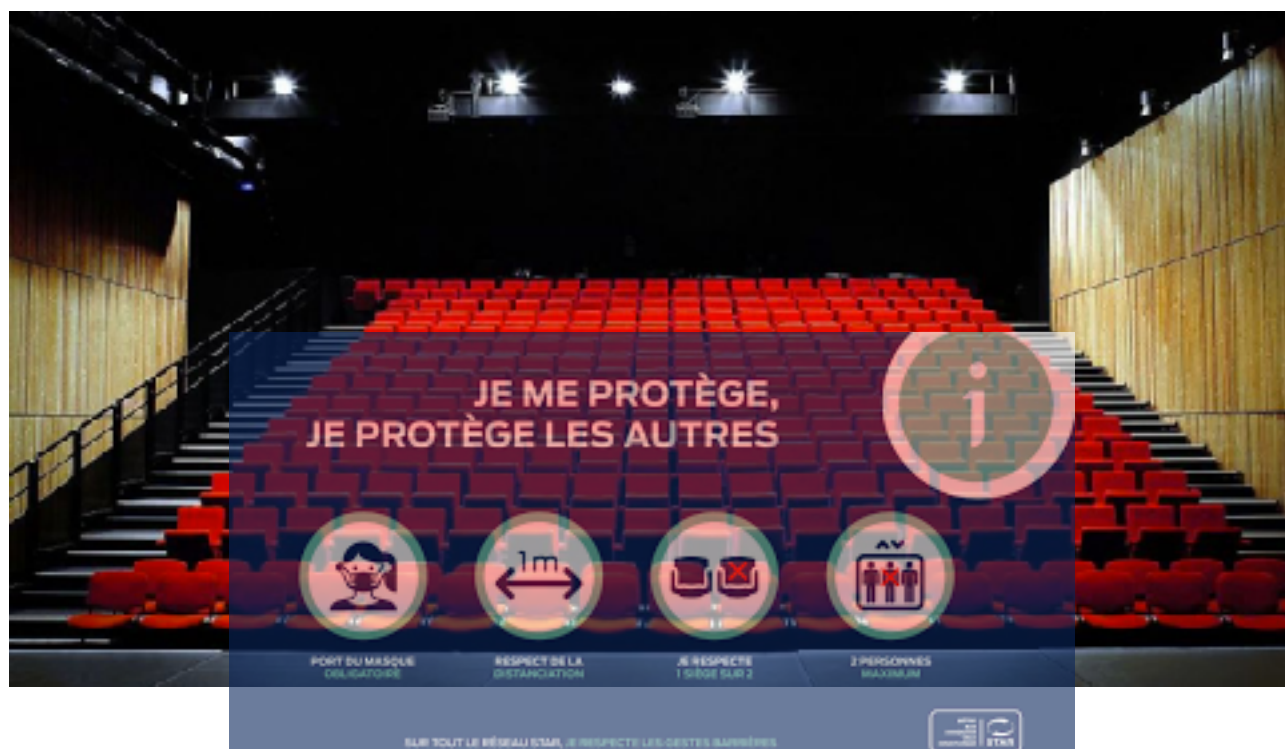 JE ME PROTÈGE,
JE PROTÈGE LES AUTRES
i
1m
PORT DU MASQUE
OBLIGATOIRE
RESPECT DE LA
DISTANCIATION
JE RESPECTE
1 SIÈGE SUR 2
2 PERSONNES
MAXIMUM
SUR TOUT LE RÉSEAU STAR, JE RESPECTE LES GESTES BARRIÈRES
STAR